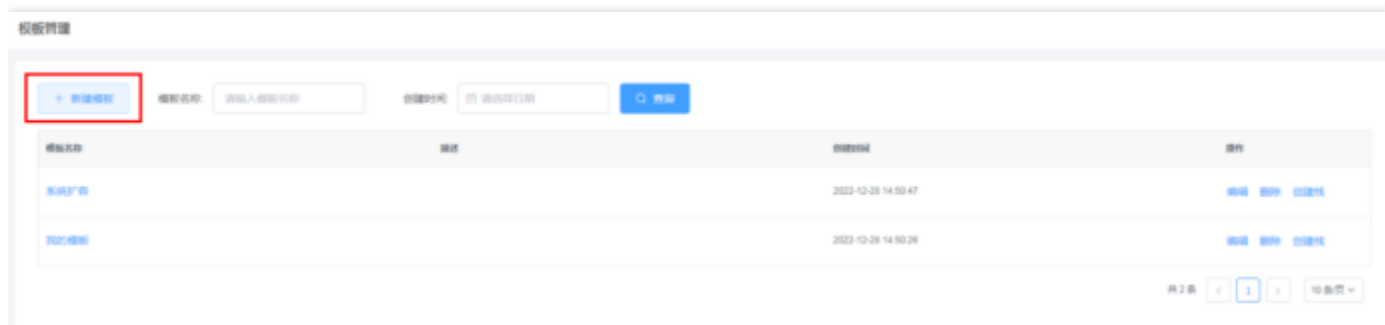 模板管理
+ 新建模板 模板名称: 请输入模板名称 创建时间: 请选择日期 查询
模板名称 描述 创建时间 操作
系统扩容 2022-12-28 14:50:47 编辑 删除 创建栈
我的模板 2022-12-28 14:50:26 编辑 删除 创建栈
共 2 条 < 1 > 10条/页